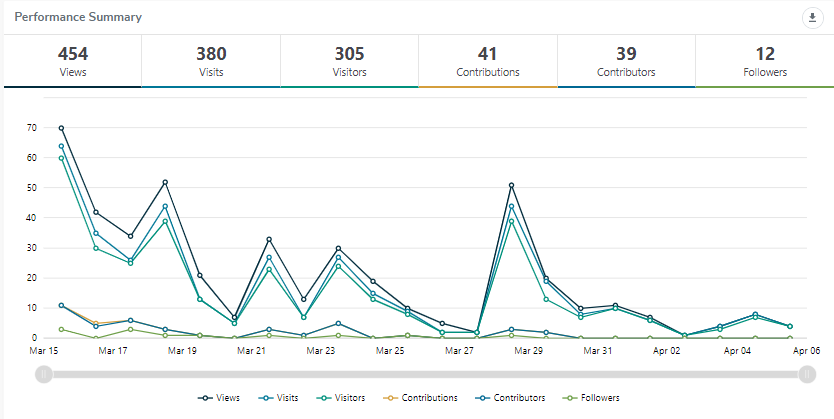 Performance Summary
454 380 305 41 39 12
Views Visits Visitors Contributions Contributors Followers
70
60
50
40
30
20
10
0
Mar 15 Mar 17 Mar 19 Mar 21 Mar 23 Mar 25 Mar 27 Mar 29 Mar 31 Apr 02 Apr 04 Apr 06
Views Visits Visitors Contributions Contributors Followers